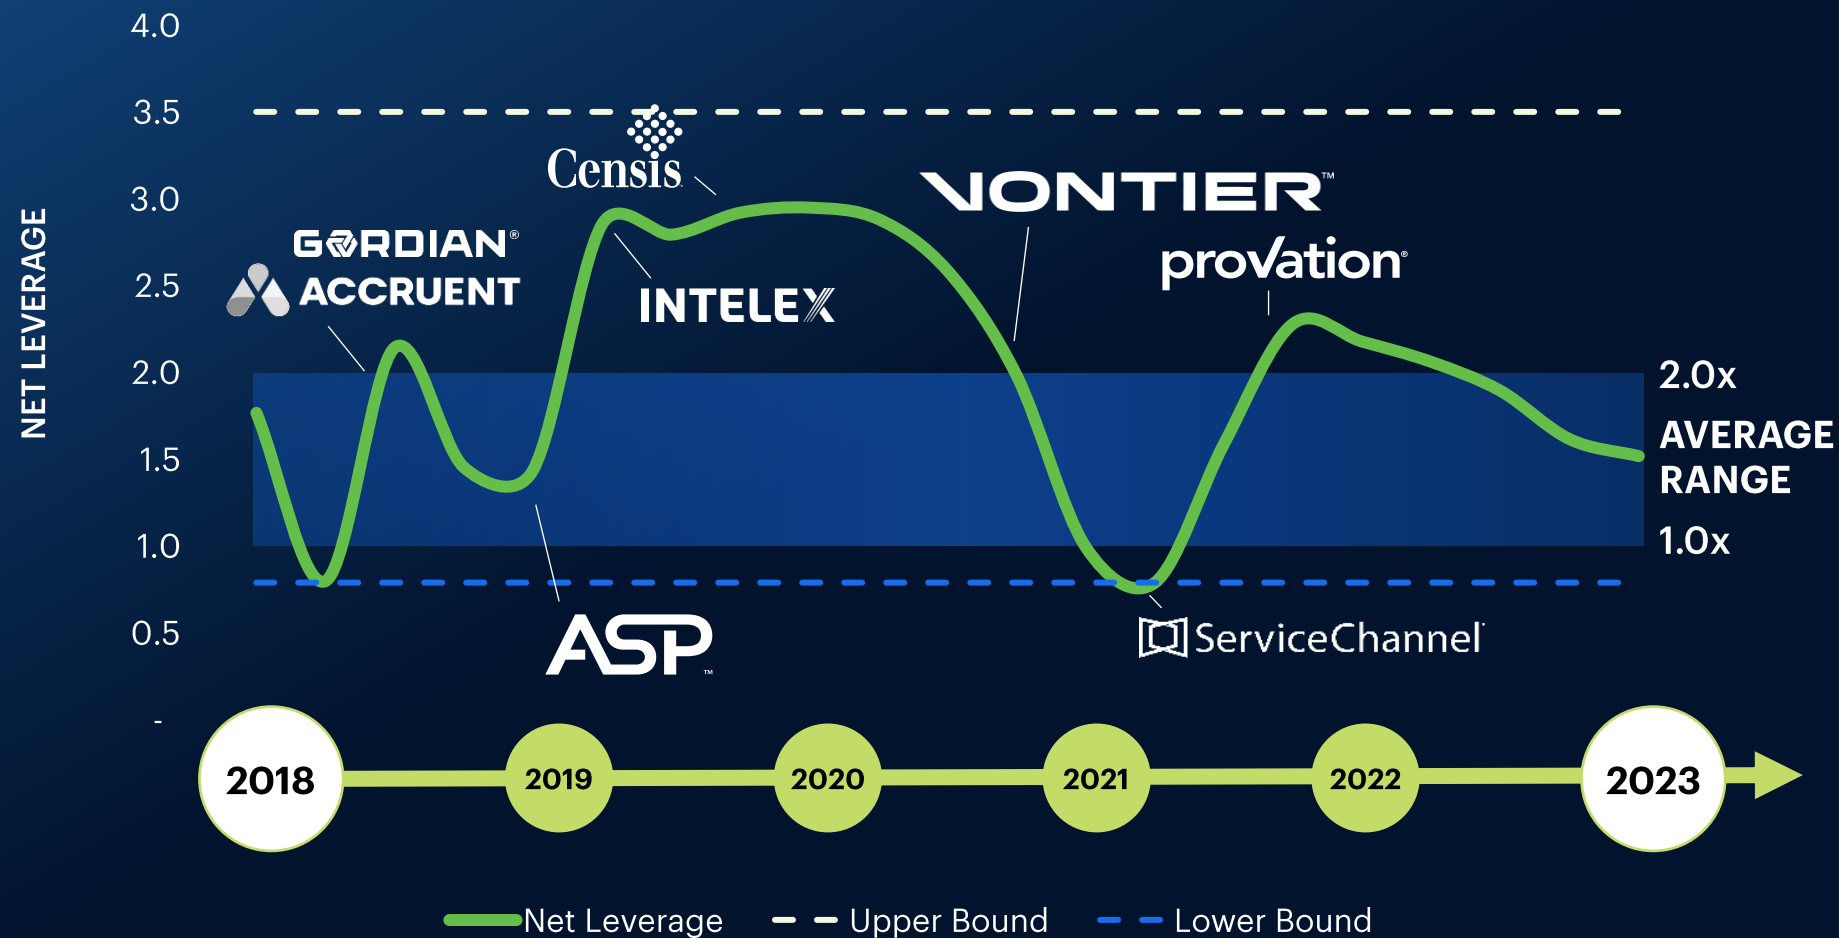 4.0
3.5
3.0
2.5
2.0
1.5
1.0
0.5
-
NET LEVERAGE
GORDIAN®
ACCRUENT
Censis
INTELEX
ASP™
VONTIER™
proVation®
ServiceChannel
2.0x
AVERAGE
RANGE
1.0x
2018
2019
2020
2021
2022
2023
Net Leverage
Upper Bound
Lower Bound